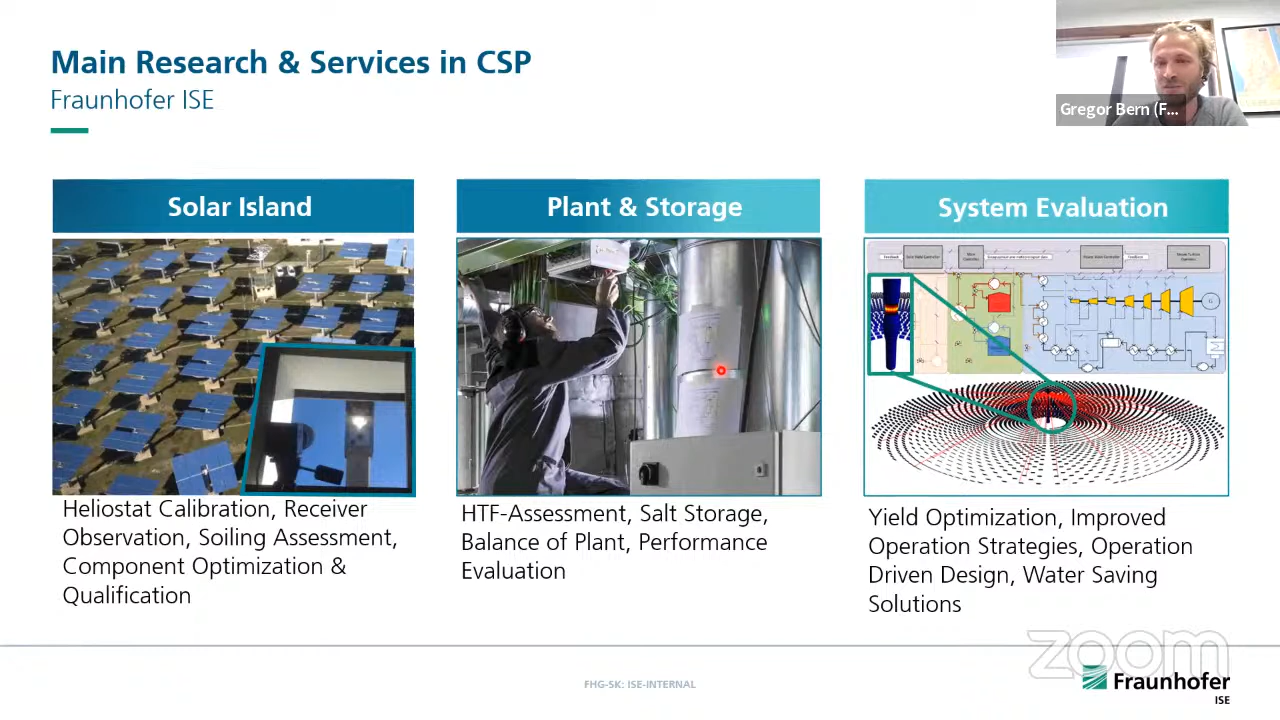 Main Research & Services in CSP
Fraunhofer ISE
Gregor Bern (F...
Solar Island
Plant & Storage
System Evaluation
Heliostat Calibration, Receiver
Observation, Soiling Assessment,
Component Optimization &
Qualification
HTF-Assessment, Salt Storage,
Balance of Plant, Performance
Evaluation
Yield Optimization, Improved
Operation Strategies, Operation
Driven Design, Water Saving
Solutions
zoom
FHG-SK: ISE-INTERNAL
Fraunhofer
ISE